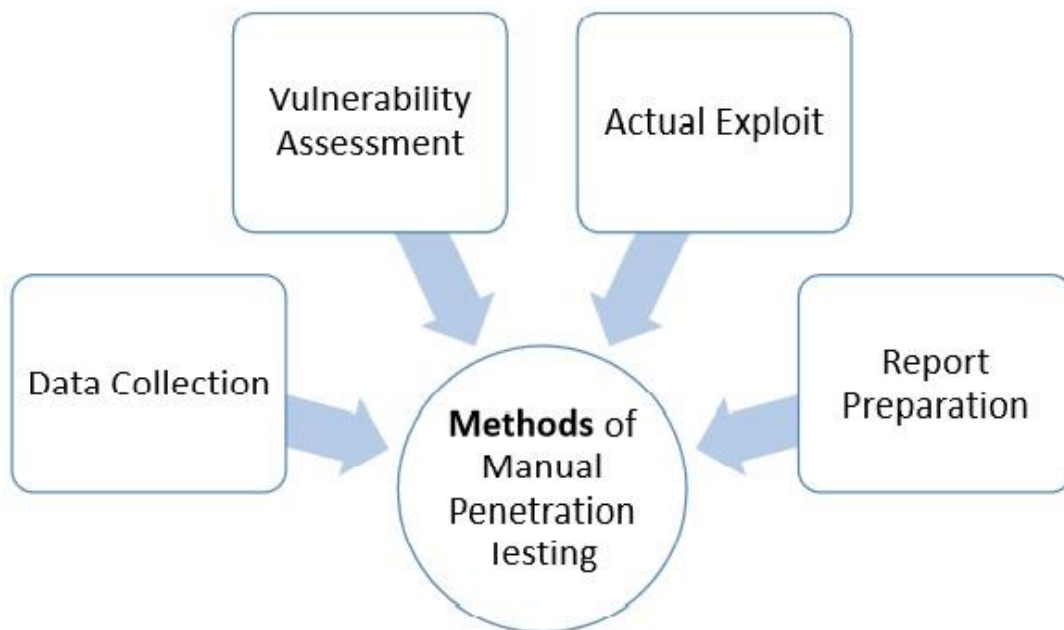 Vulnerability
Assessment
Actual Exploit
Data Collection
Report
Preparation
Methods of
Manual
Penetration
Testing